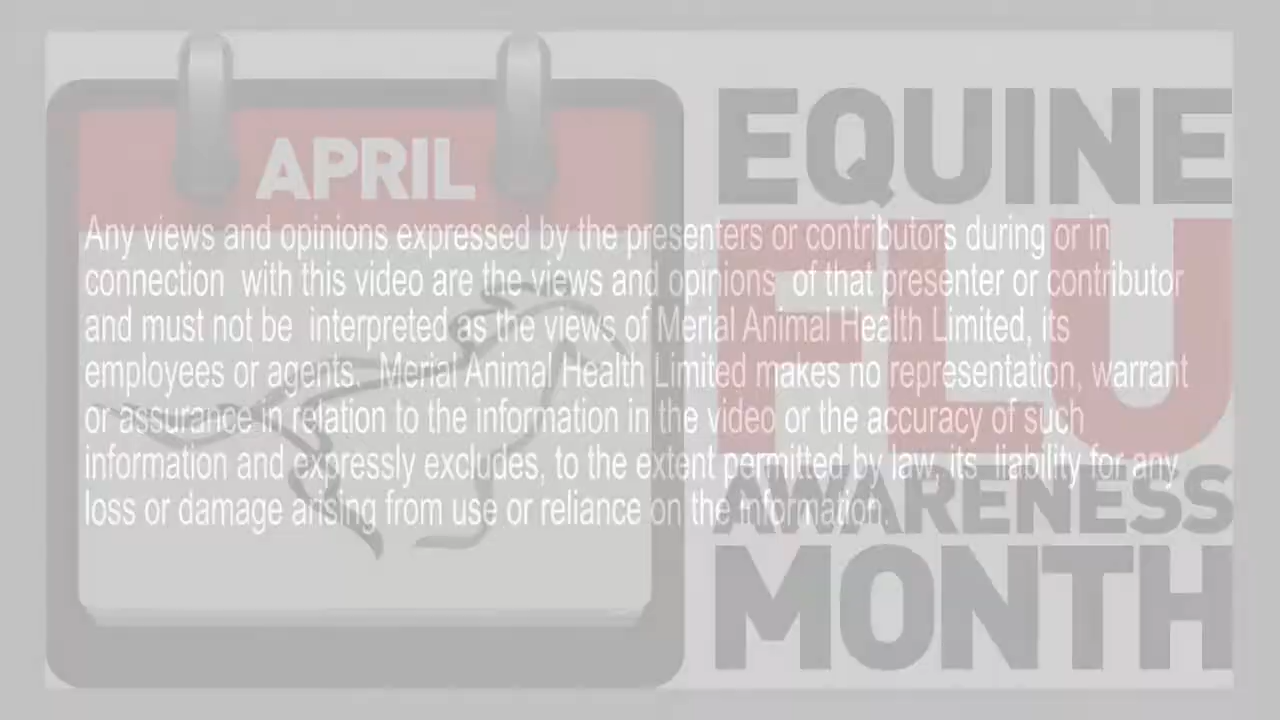 APRIL
EQUINE
FLU
AWARENESS
MONTH
Any views and opinions expressed by the presenters or contributors during or in
connection with this video are the views and opinions of that presenter or contributor
and must not be interpreted as the views of Merial Animal Health Limited, its
employees or agents. Merial Animal Health Limited makes no representation, warrant
or assurance in relation to the information in the video or the accuracy of such
information and expressly excludes, to the extent permitted by law, its liability for any
loss or damage arising from use or reliance on the information